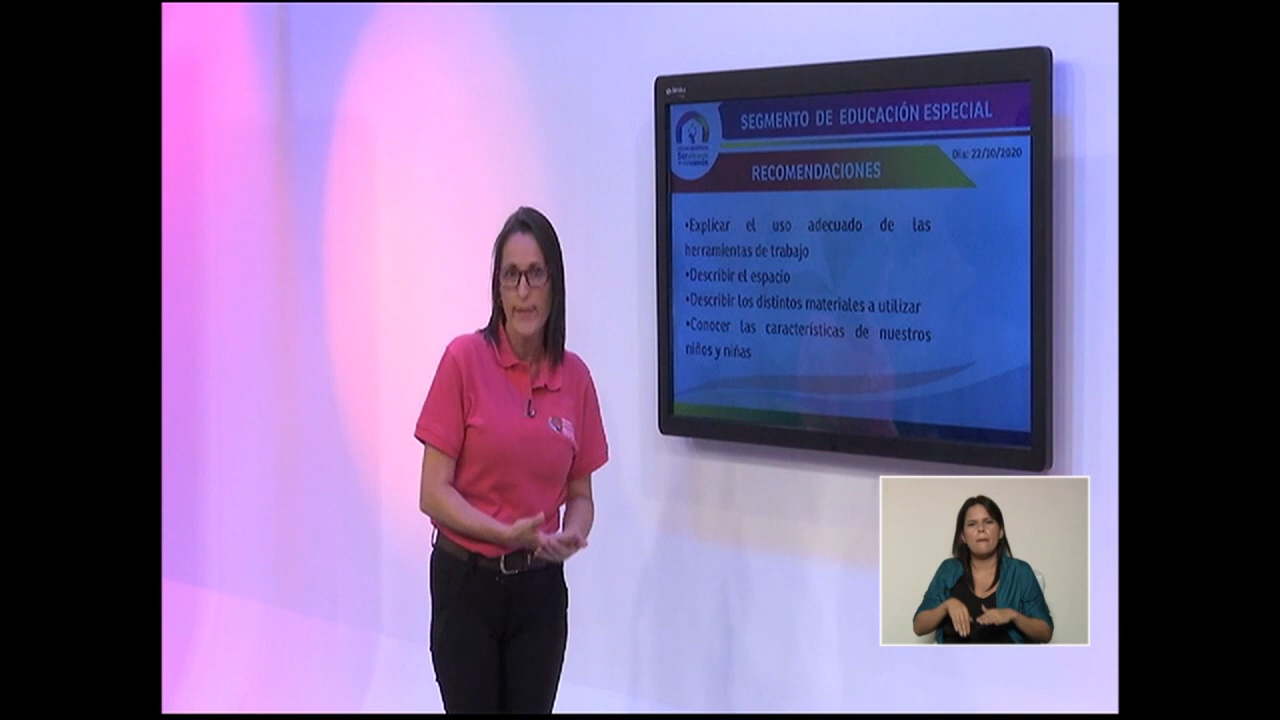 SEGMENTO DE EDUCACIÓN ESPECIAL
Día: 22/10/2020
RECOMENDACIONES
•Explicar el uso adecuado de las
herramientas de trabajo
•Describir el espacio
•Describir los distintos materiales a utilizar
•Conocer las características de nuestros
niños y niñas